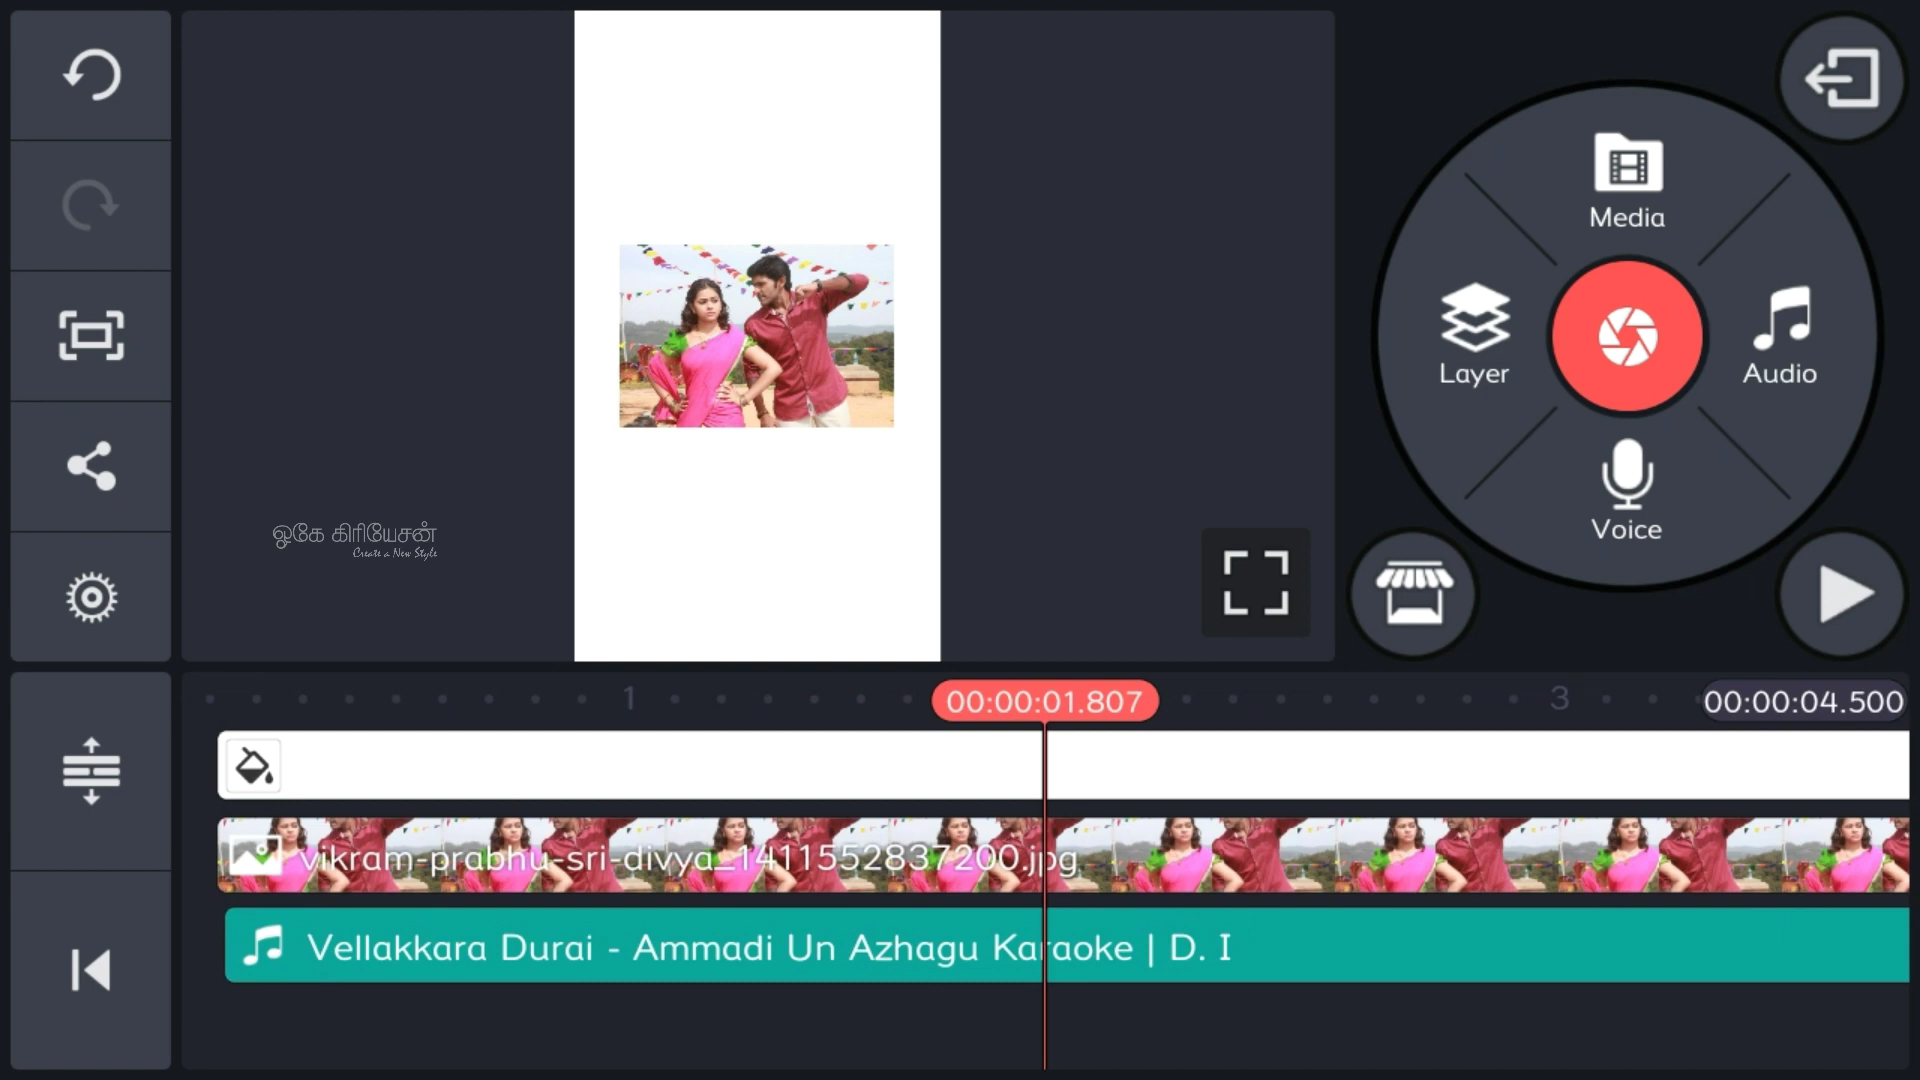 Media
Layer
Audio
Voice
ஓகே கிரியேசன்
Create a New Style
1
00:00:01.807
3
00:00:04.500
vikram-prabhu-sri-divya_1411552837200.jpg
Vellakkara Durai - Ammadi Un Azhagu Karaoke | D. I